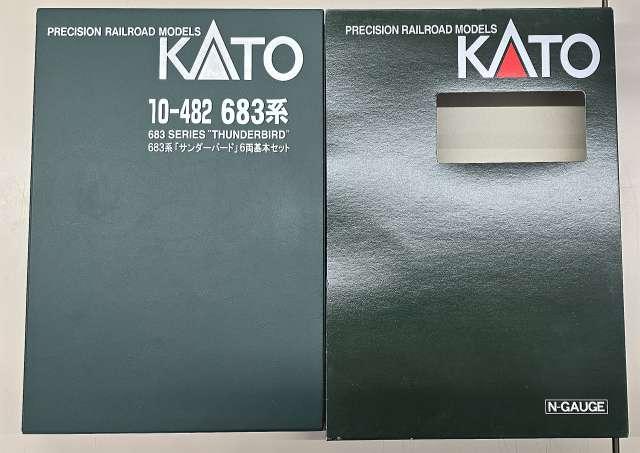 PRECISION RAILROAD MODELS
KATO
10-482 683系
683 SERIES "THUNDERBIRD"
683系「サンダーバード」6両基本セット
PRECISION RAILROAD MODELS
KATO
N-GAUGE